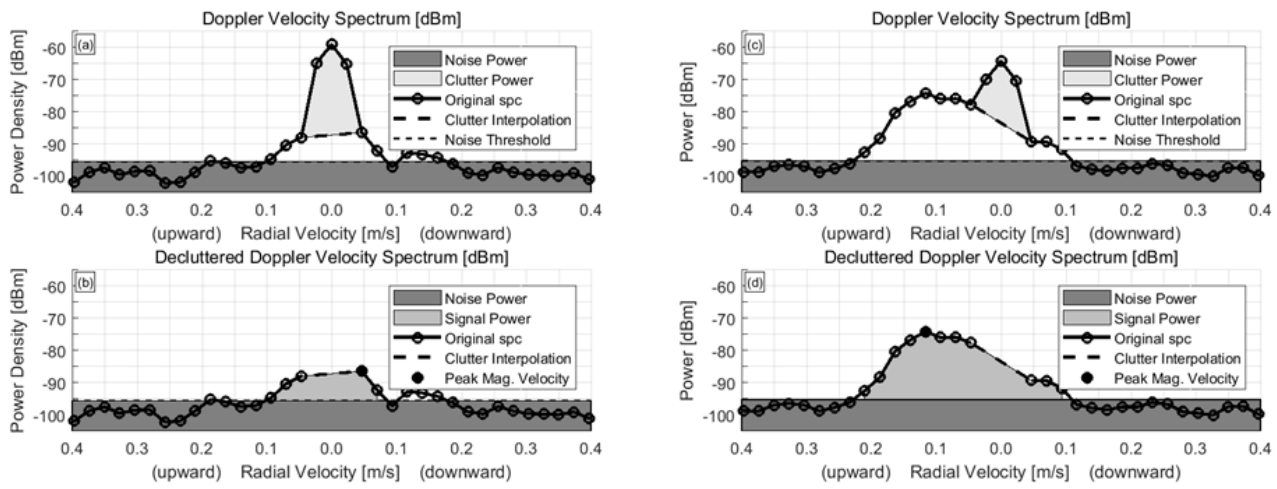 Doppler Velocity Spectrum [dBm]
(a)
Power Density [dBm]
-60
-70
-80
-90
-100
Noise Power
Clutter Power
Original spc
Clutter Interpolation
Noise Threshold
0.4 0.3 0.2 0.1 0.0 0.1 0.2 0.3 0.4
(upward) Radial Velocity [m/s] (downward)
Doppler Velocity Spectrum [dBm]
(c)
Power [dBm]
-60
-70
-80
-90
-100
Noise Power
Clutter Power
Original spc
Clutter Interpolation
Noise Threshold
0.4 0.3 0.2 0.1 0.0 0.1 0.2 0.3 0.4
(upward) Radial Velocity [m/s] (downward)
Decluttered Doppler Velocity Spectrum [dBm]
(b)
Power Density [dBm]
-60
-70
-80
-90
-100
Noise Power
Signal Power
Original spc
Clutter Interpolation
Peak Mag. Velocity
0.4 0.3 0.2 0.1 0.0 0.1 0.2 0.3 0.4
(upward) Radial Velocity [m/s] (downward)
Decluttered Doppler Velocity Spectrum [dBm]
(d)
Power [dBm]
-60
-70
-80
-90
-100
Noise Power
Signal Power
Original spc
Clutter Interpolation
Peak Mag. Velocity
0.4 0.3 0.2 0.1 0.0 0.1 0.2 0.3 0.4
(upward) Radial Velocity [m/s] (downward)